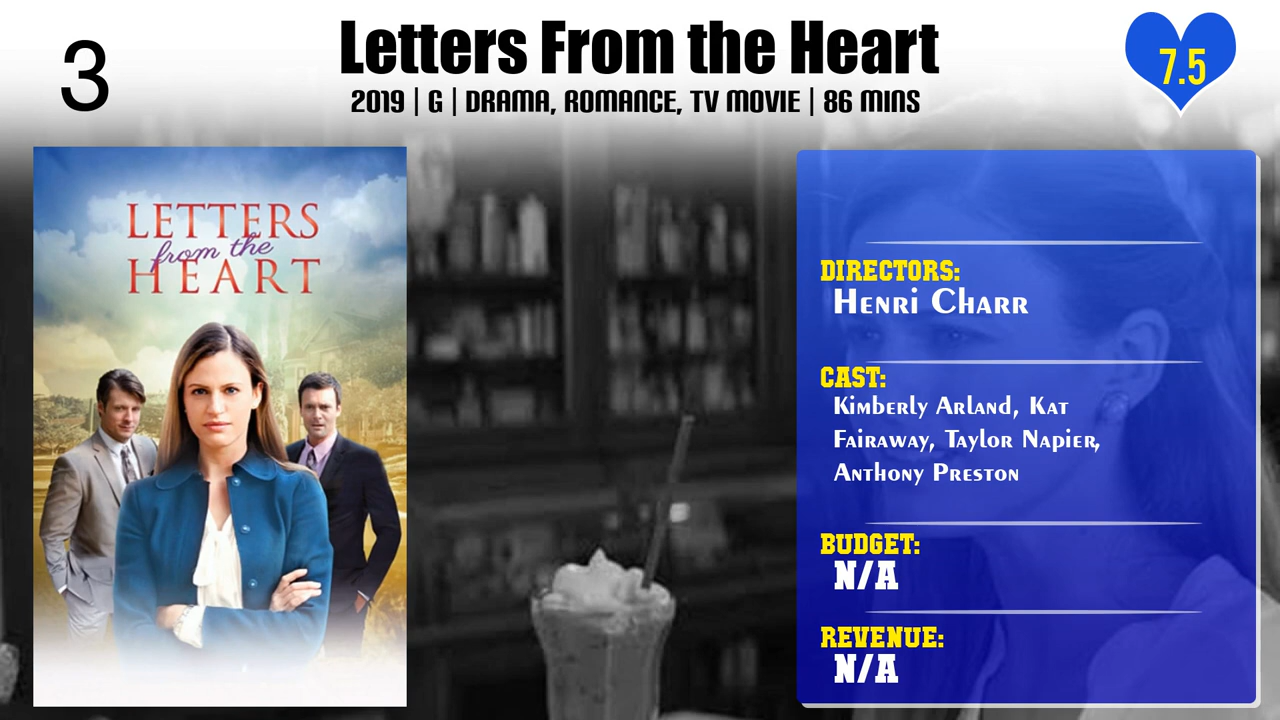 3
Letters From the Heart
7.5
2019 | G | DRAMA, ROMANCE, TV MOVIE | 86 MINS
LETTERS
from the
HEART
DIRECTORS:
Henri Charr
CAST:
Kimberly Arland, Kat
Fairaway, Taylor Napier,
Anthony Preston
BUDGET:
N/A
REVENUE:
N/A